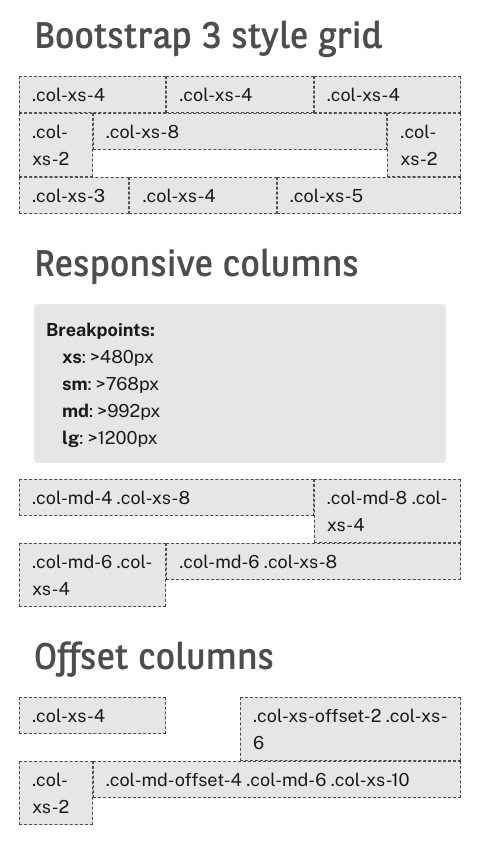 Bootstrap 3 style grid
.col-xs-4 .col-xs-4 .col-xs-4
.col-
xs-2
.col-xs-8
.col-
xs-2
.col-xs-3 .col-xs-4 .col-xs-5
Responsive columns
Breakpoints:
xs: >480px
sm: >768px
md: >992px
lg: >1200px
.col-md-4 .col-xs-8
.col-md-8 .col-
xs-4
.col-md-6 .col-
xs-4
.col-md-6 .col-xs-8
Offset columns
.col-xs-4
.col-xs-offset-2 .col-xs-
6
.col-
xs-2
.col-md-offset-4 .col-md-6 .col-xs-10